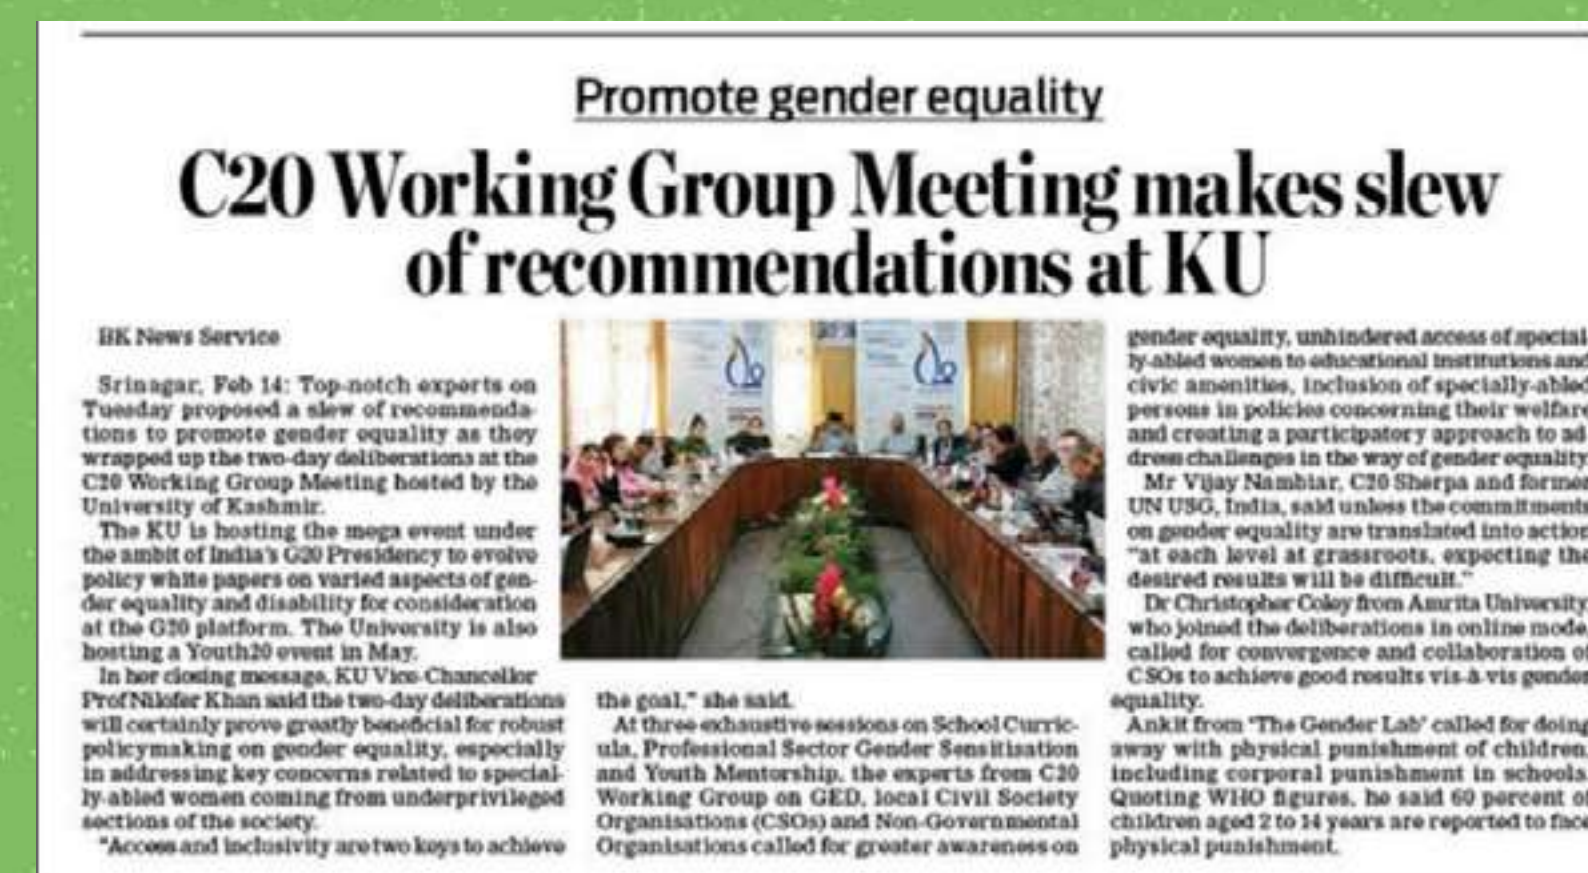 Promote gender equality
C20 Working Group Meeting makes slew
of recommendations at KU
BK News Service
Srinagar, Feb 14: Top-notch experts on
Tuesday proposed a slew of recommenda-
tions to promote gender equality as they
wrapped up the two-day deliberations at the
C20 Working Group Meeting hosted by the
University of Kashmir.
The KU is hosting the mega event under
the ambit of India's G20 Presidency to evolve
policy white papers on varied aspects of gen-
der equality and disability for consideration
at the G20 platform. The University is also
hosting a Youth20 event in May.
In her closing message, KU Vice-Chancellor
Prof Nilofer Khan said the two-day deliberations
will certainly prove greatly beneficial for robust
policymaking on gender equality, especially
in addressing key concerns related to special-
ly-abled women coming from underprivileged
sections of the society.
"Access and inclusivity are two keys to achieve
the goal," she said.
At three exhaustive sessions on School Curric-
ula, Professional Sector Gender Sensitisation
and Youth Mentorship, the experts from C20
Working Group on GED, local Civil Society
Organisations (CSOs) and Non-Governmental
Organisations called for greater awareness on
gender equality, unhindered access of special-
ly-abled women to educational institutions and
civic amenities, inclusion of specially-abled
persons in policies concerning their welfare
and creating a participatory approach to ad
dress challenges in the way of gender equality
Mr Vijay Nambiar, C20 Sherpa and former
UN USG, India, said unless the commitments
on gender equality are translated into action
"at each level at grassroots, expecting the
desired results will be difficult."
Dr Christopher Coley from Amrita University,
who joined the deliberations in online mode,
called for convergence and collaboration of
CSOs to achieve good results vis-à-vis gender
equality.
Ankit from 'The Gender Lab' called for doing
away with physical punishment of children,
including corporal punishment in schools.
Quoting WHO figures, he said 60 percent of
children aged 2 to 14 years are reported to face
physical punishment.